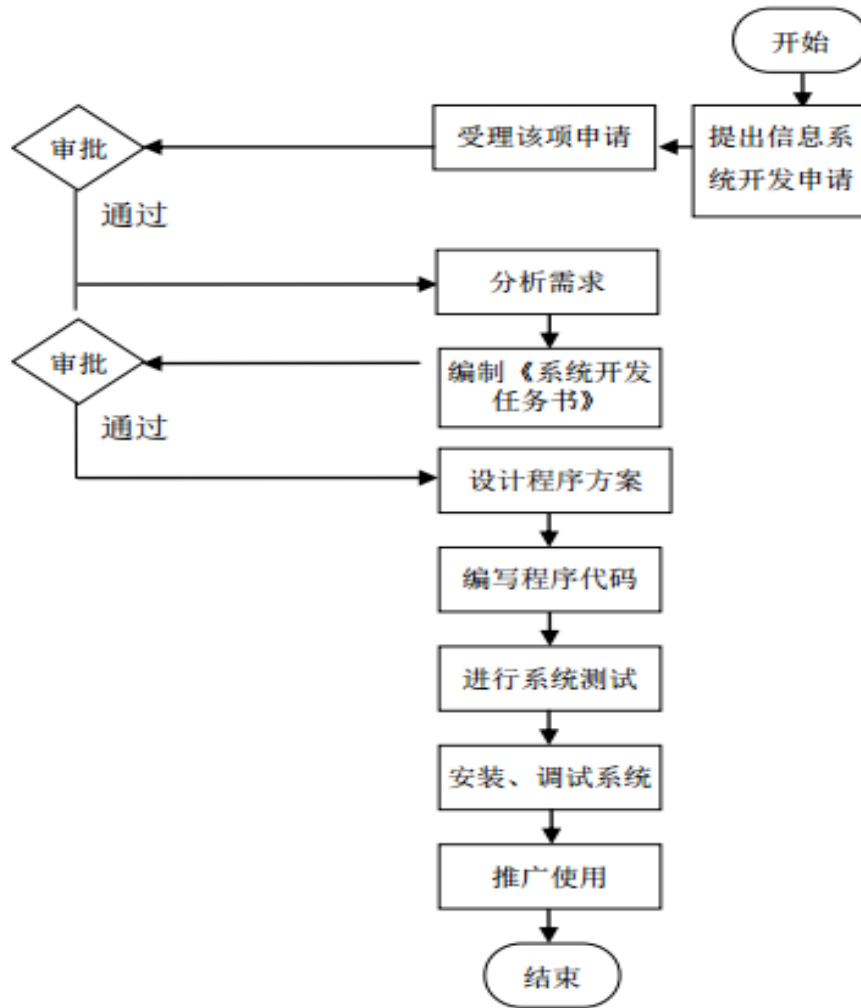 开始
提出信息系
统开发申请
受理该项申请
审批
通过
分析需求
编制《系统开发
任务书》
审批
通过
设计程序方案
编写程序代码
进行系统测试
安装、调试系统
推广使用
结束